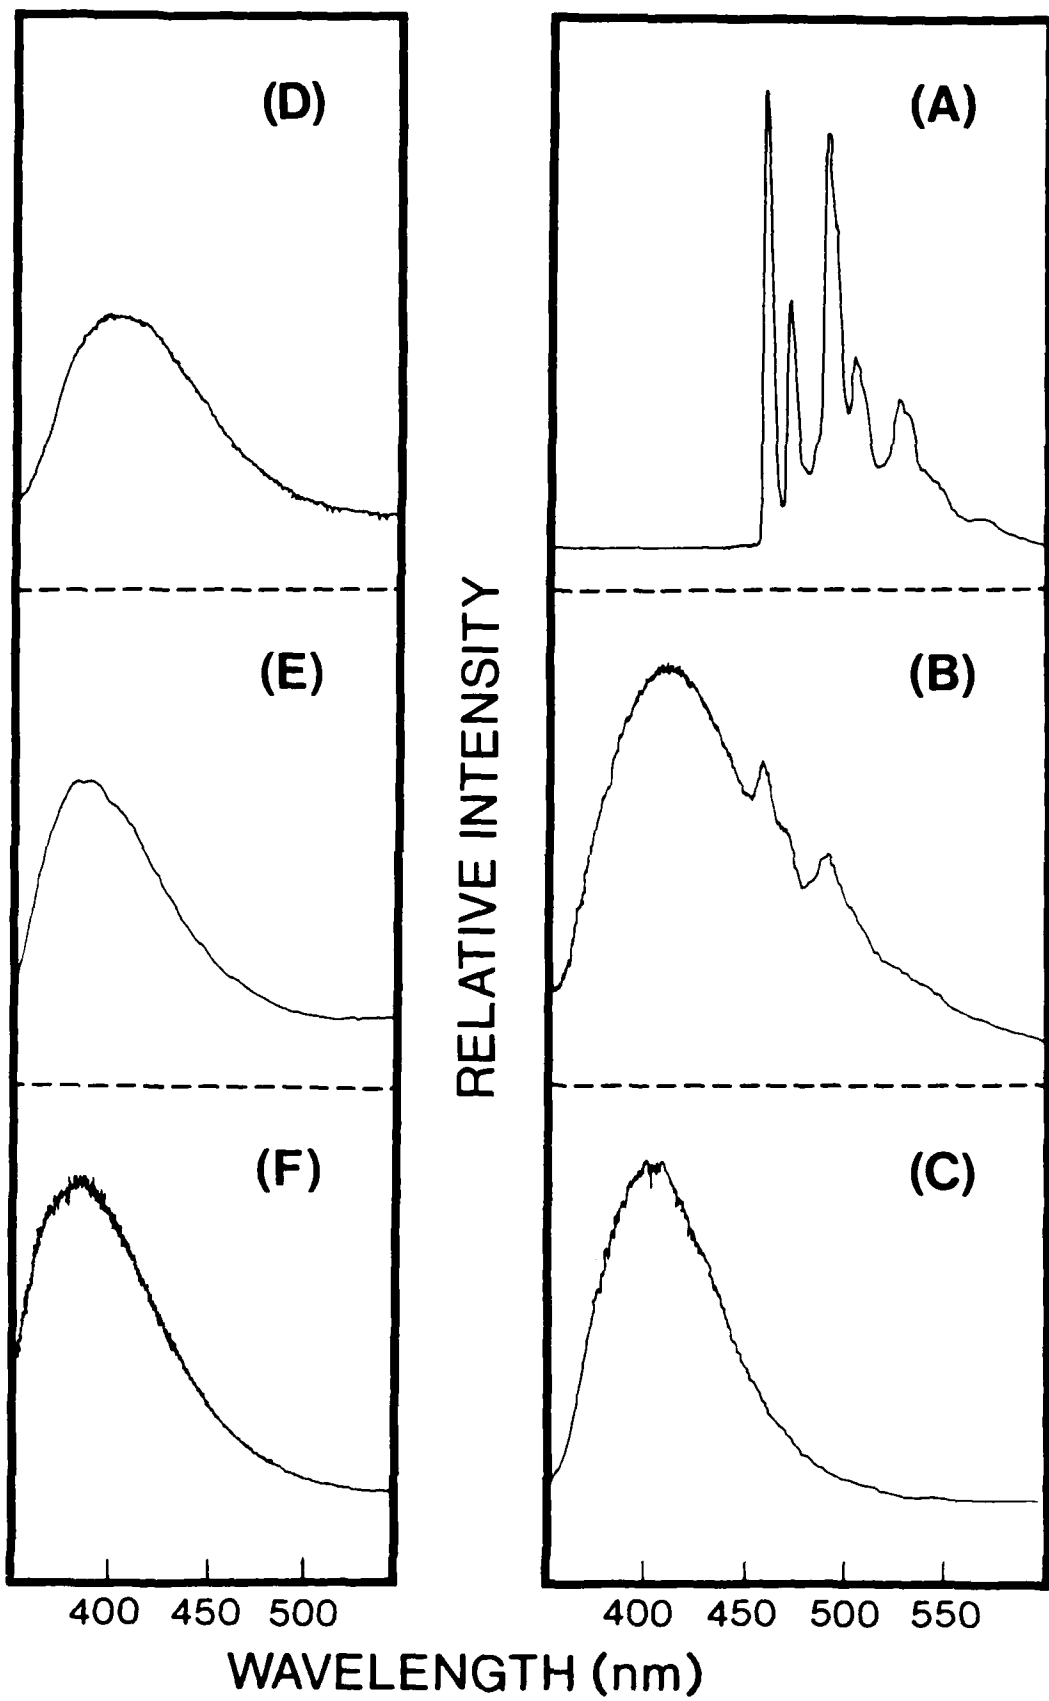 (D)
(A)
(E)
(B)
RELATIVE INTENSITY
(F)
(C)
400 450 500
400 450 500 550
WAVELENGTH (nm)